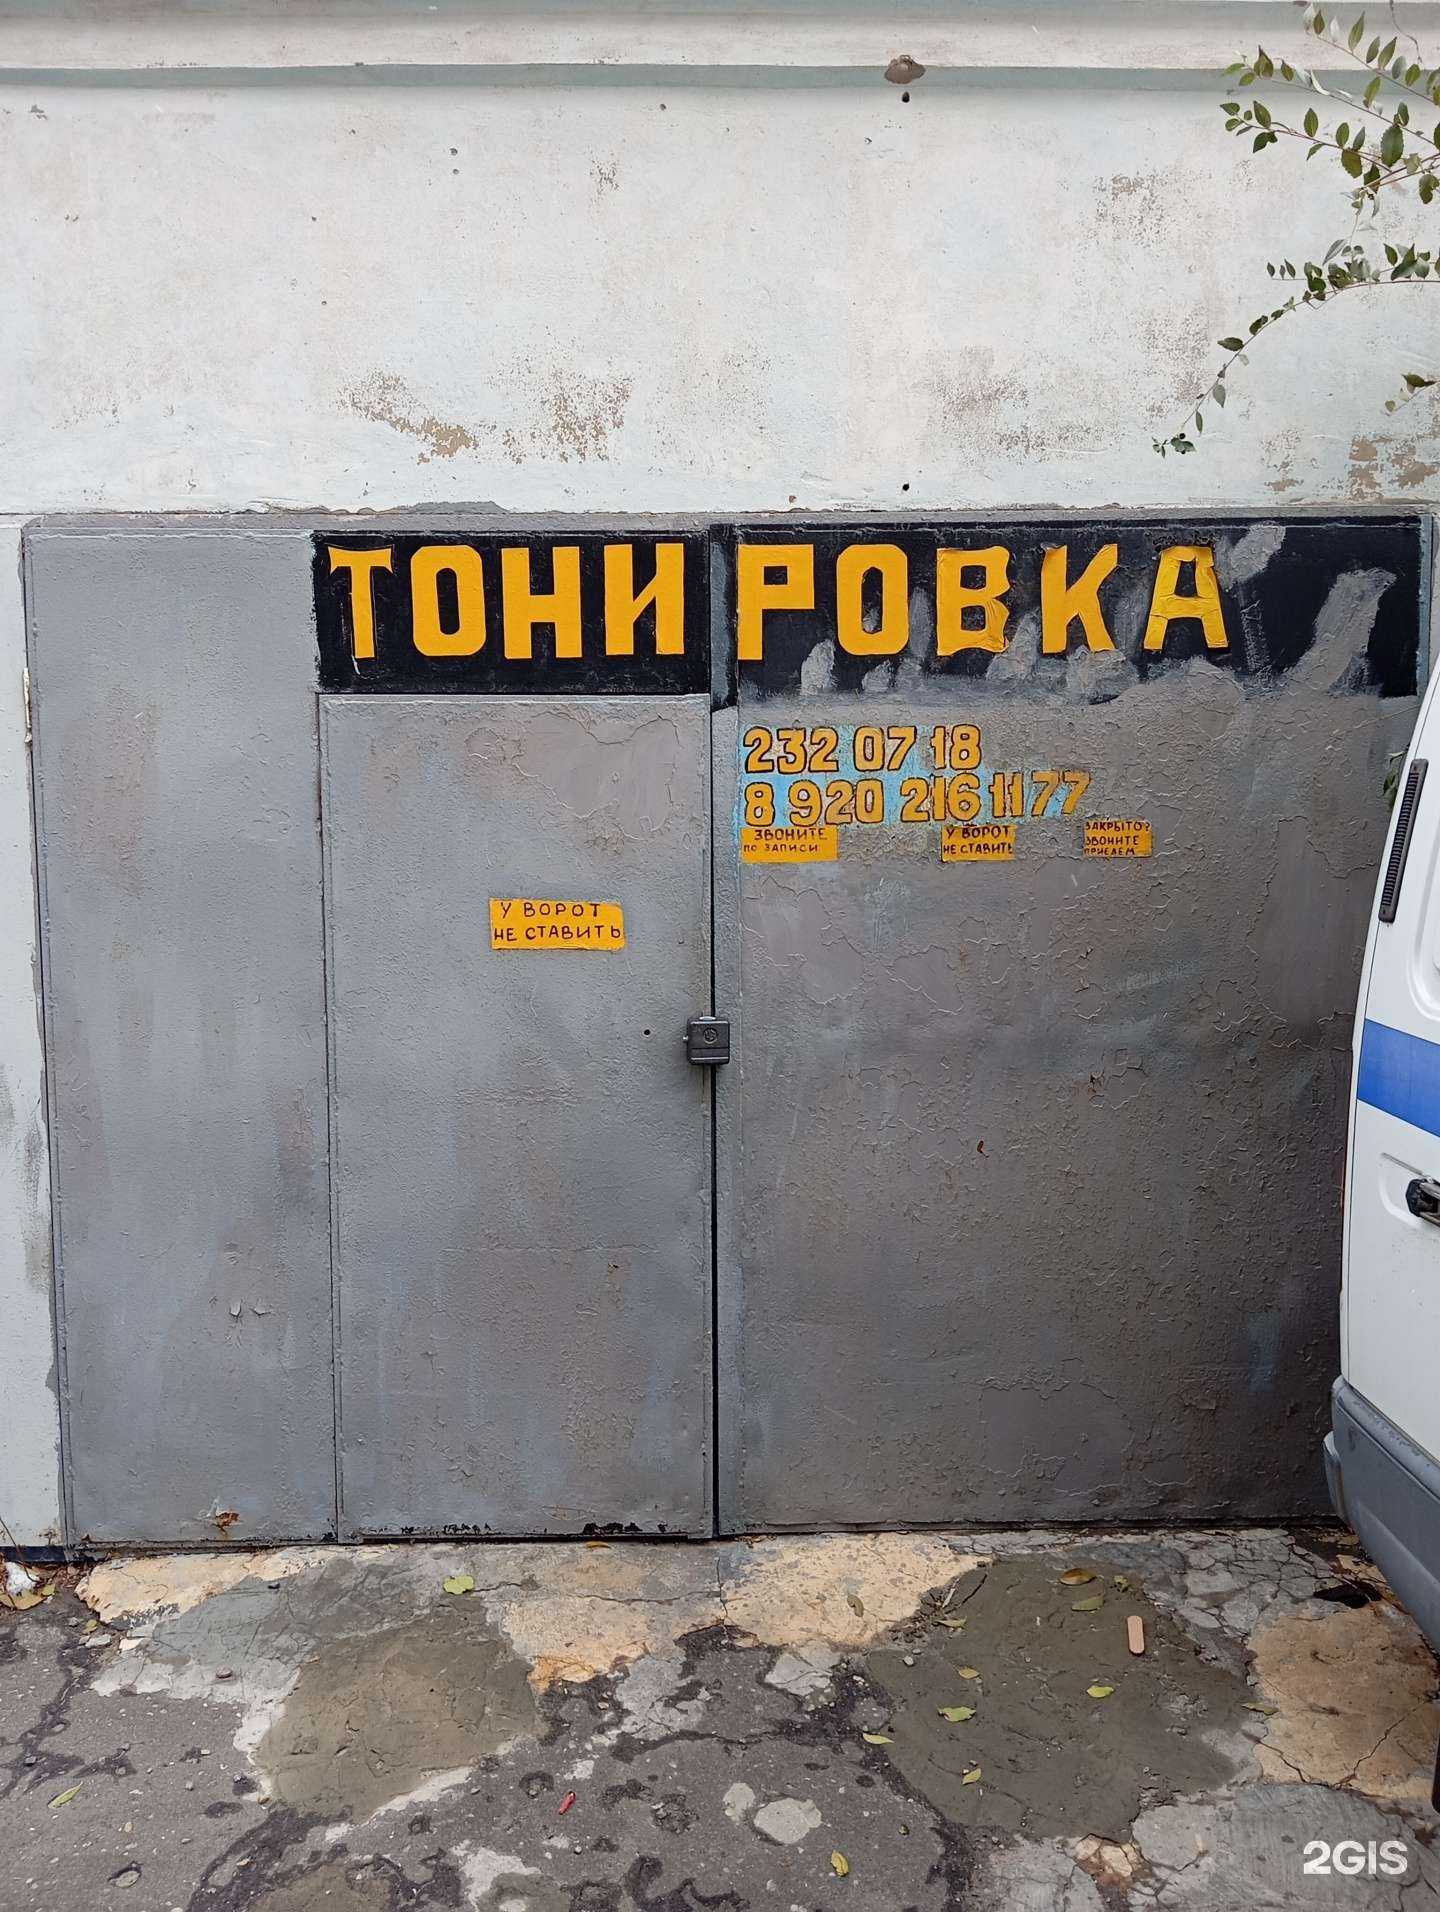 ТОНИРОВКА
232 07 18
8 920 216 11 77
ЗВОНИТЕ
ПО ЗАПИСИ
У ВОРОТ
НЕ СТАВИТЬ
ЗАКРЫТО?
ЗВОНИТЕ
ПРИЕДЕМ
У ВОРОТ
НЕ СТАВИТЬ
2GIS